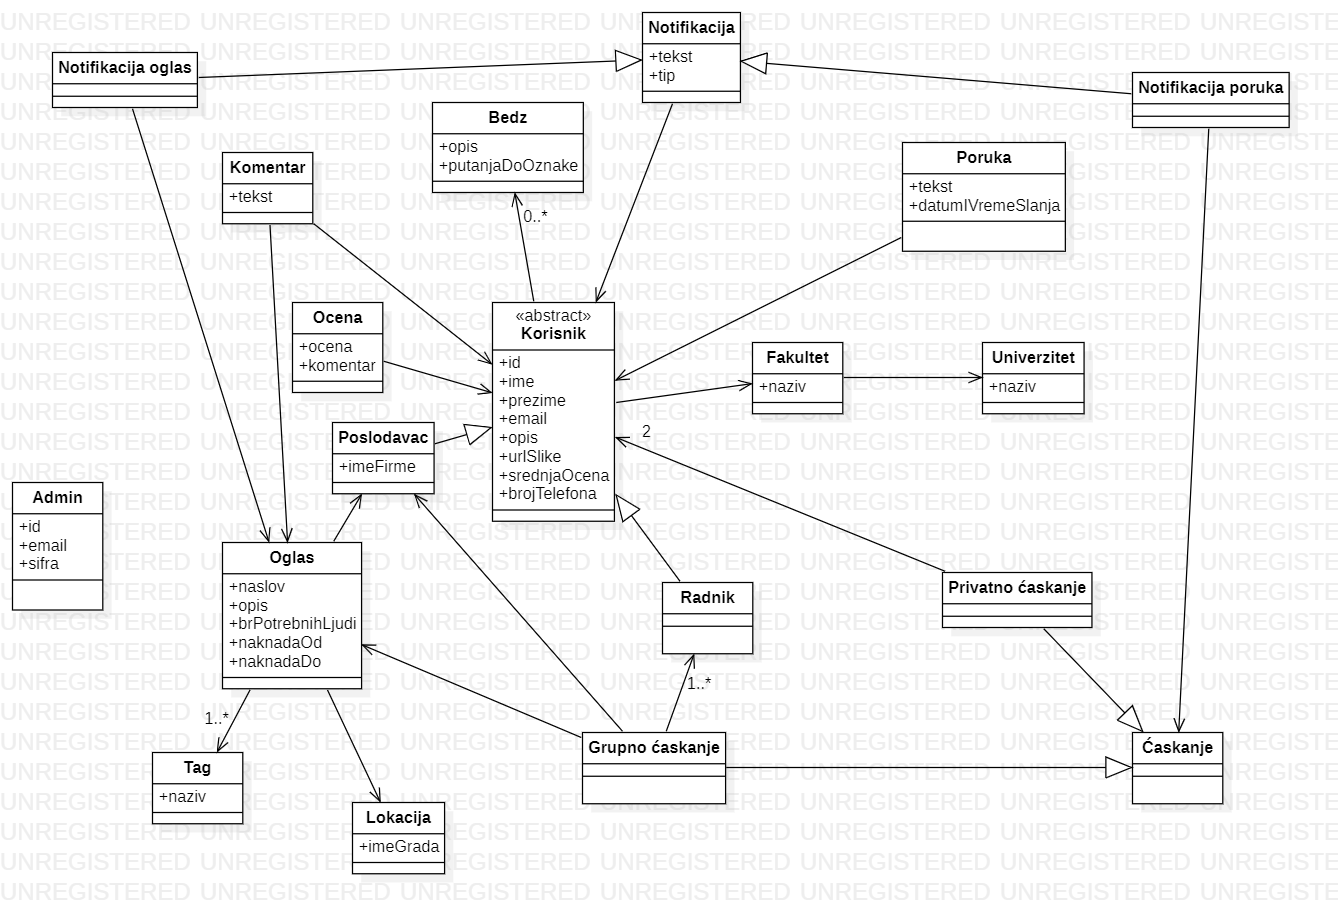 Notifikacija
+tekst
+tip
Notifikacija oglas
Notifikacija poruka
Bedz
+opis
+putanjaDoOznake
0..*
Komentar
+tekst
Poruka
+tekst
+datumIVremeSlanja
Ocena
+ocena
+komentar
«abstract»
Korisnik
+id
+ime
+prezime
+email
+opis
+urlSlike
+srednjaOcena
+brojTelefona
Fakultet
+naziv
Univerzitet
+naziv
2
Poslodavac
+imeFirme
Admin
+id
+email
+sifra
Oglas
+naslov
+opis
+brPotrebnihLjudi
+naknadaOd
+naknadaDo
Radnik
1..*
Privatno ćaskanje
1..*
Tag
+naziv
Lokacija
+imeGrada
Grupno ćaskanje
Ćaskanje
UNREGISTERED